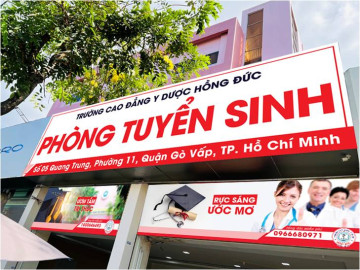 TRƯỜNG CAO ĐẲNG Y DƯỢC HỒNG ĐỨC
PHÒNG TUYỂN SINH
Số 05 Quang Trung, Phường 11, Quận Gò Vấp, TP. Hồ Chí Minh
RỰC SÁNG
ƯỚC MƠ
0966680971